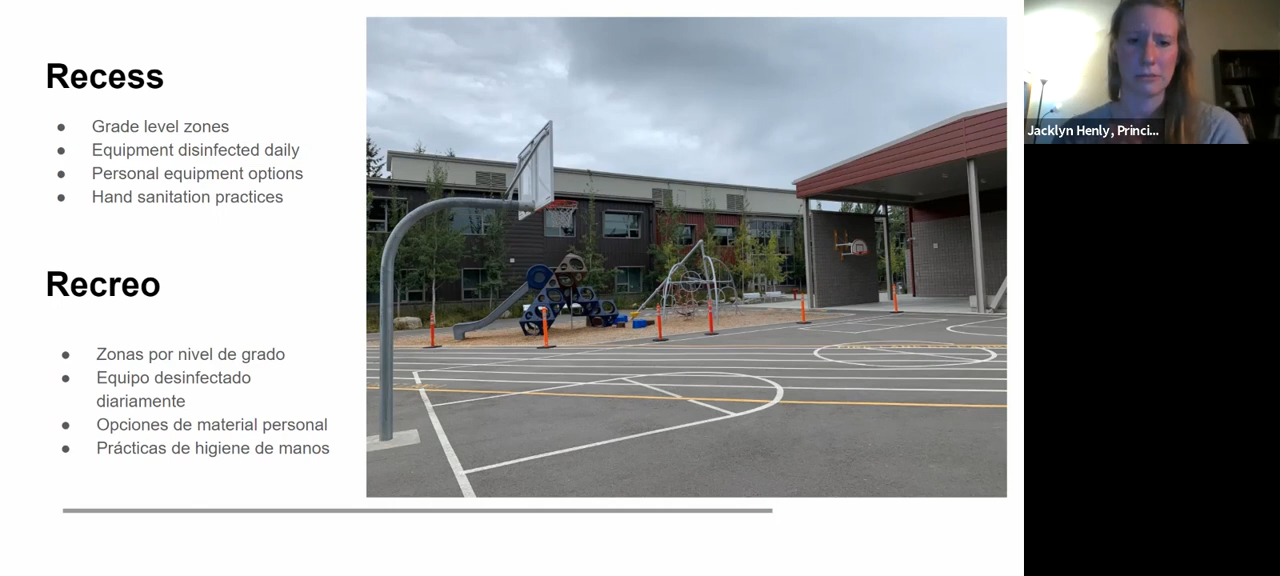 Recess
● Grade level zones
● Equipment disinfected daily
● Personal equipment options
● Hand sanitation practices
Recreo
● Zonas por nivel de grado
● Equipo desinfectado
diariamente
● Opciones de material personal
● Prácticas de higiene de manos
Jacklyn Henly, Princi...